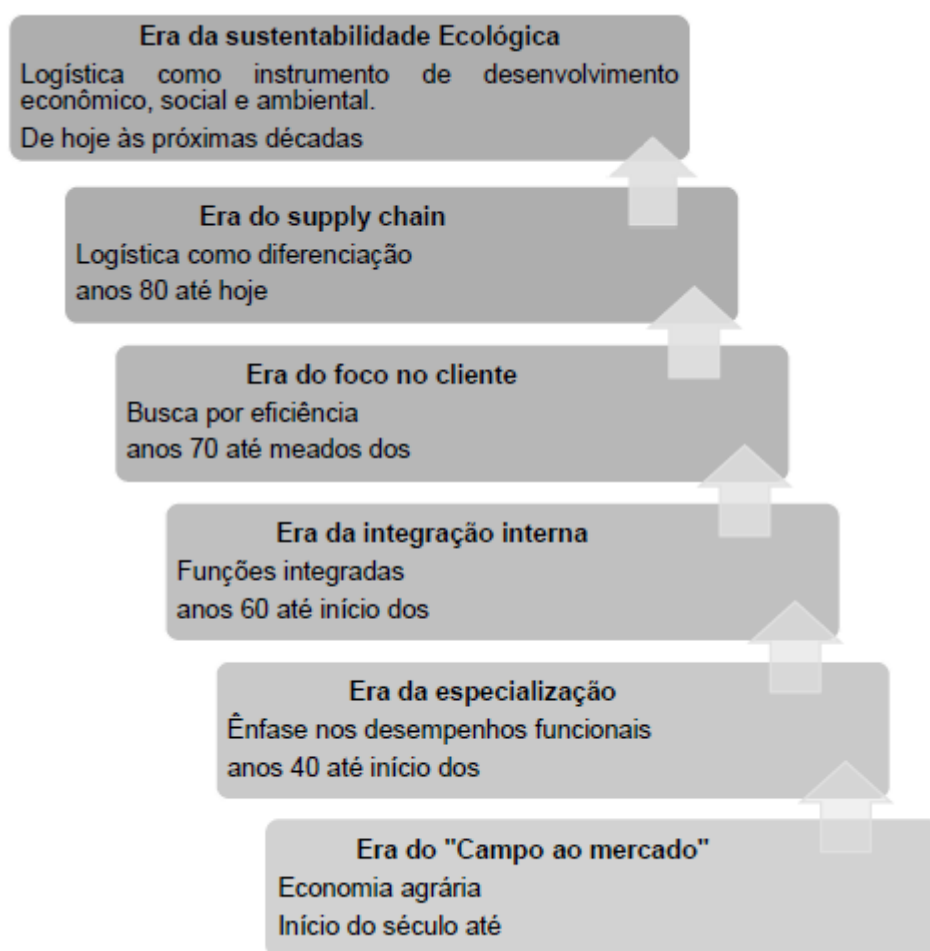 Era da sustentabilidade Ecológica
Logística como instrumento de desenvolvimento
econômico, social e ambiental.
De hoje às próximas décadas
Era do supply chain
Logística como diferenciação
anos 80 até hoje
Era do foco no cliente
Busca por eficiência
anos 70 até meados dos
Era da integração interna
Funções integradas
anos 60 até início dos
Era da especialização
Ênfase nos desempenhos funcionais
anos 40 até início dos
Era do "Campo ao mercado"
Economia agrária
Início do século até